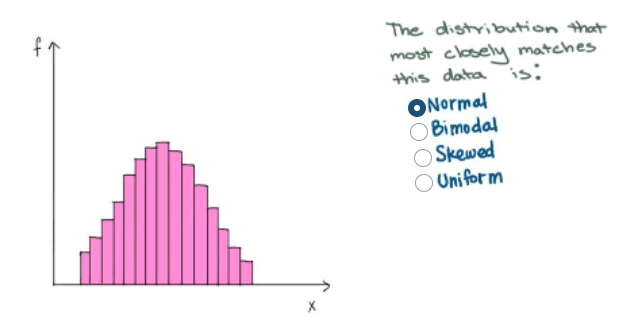 f
x
The distribution that
most closely matches
this data is:
Normal
Bimodal
Skewed
Uniform